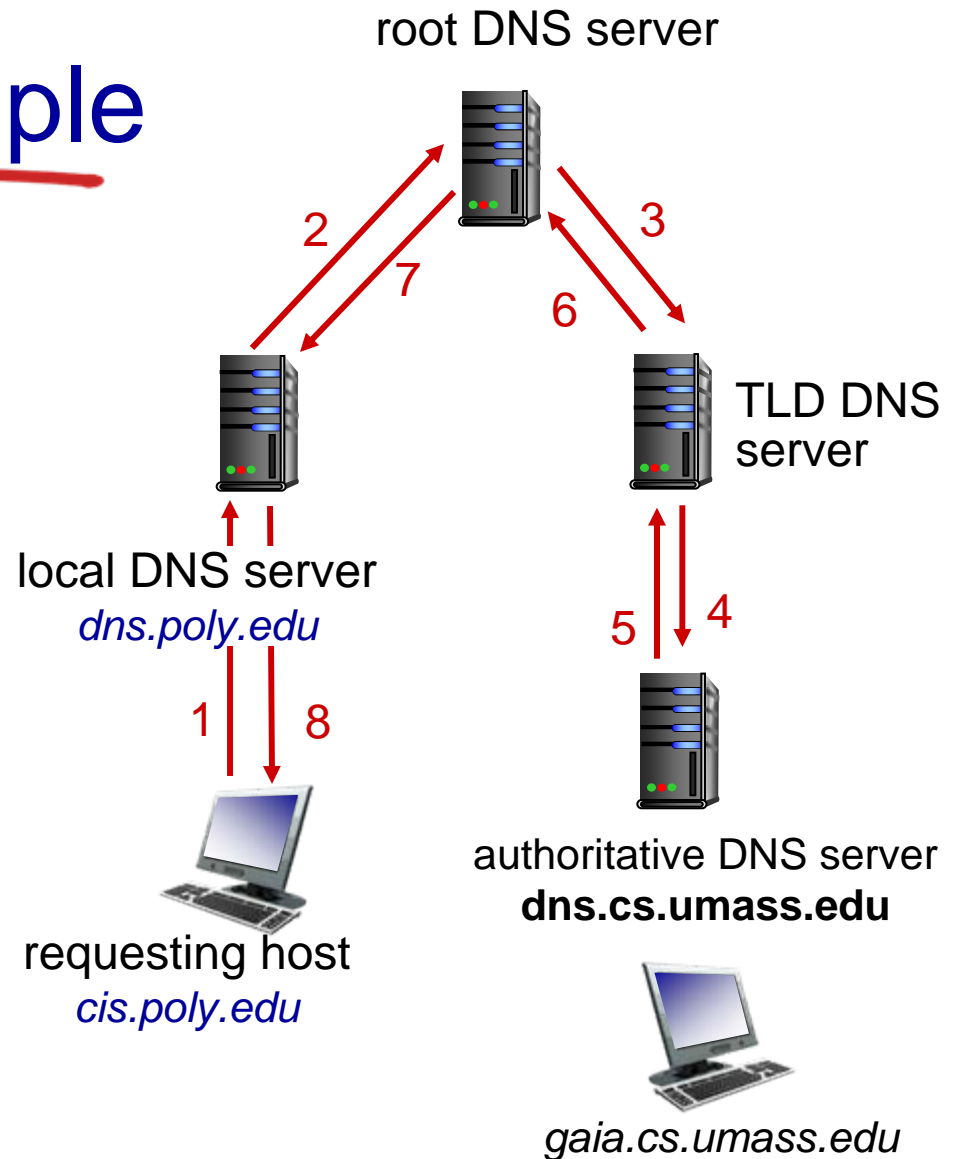 root DNS server
ple
2
3
7
6
TLD DNS
server
local DNS server
dns.poly.edu
5
4
1
8
authoritative DNS server
dns.cs.umass.edu
requesting host
cis.poly.edu
gaia.cs.umass.edu